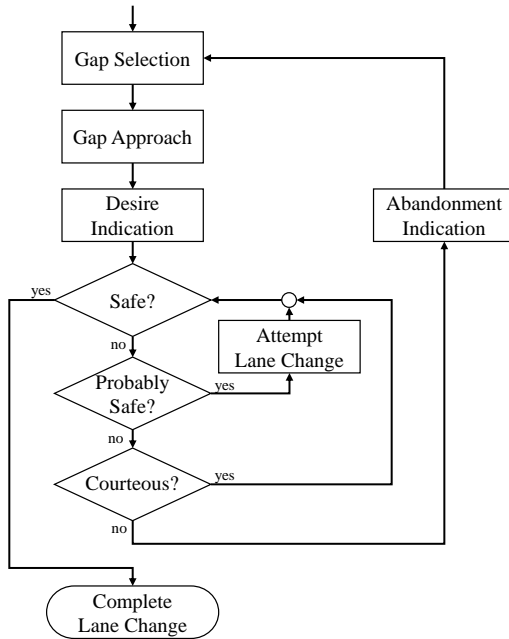 Gap Selection
Gap Approach
Desire
Indication
Abandonment
Indication
yes
Safe?
no
Attempt
Lane Change
Probably
Safe?
yes
no
Courteous?
yes
no
Complete
Lane Change